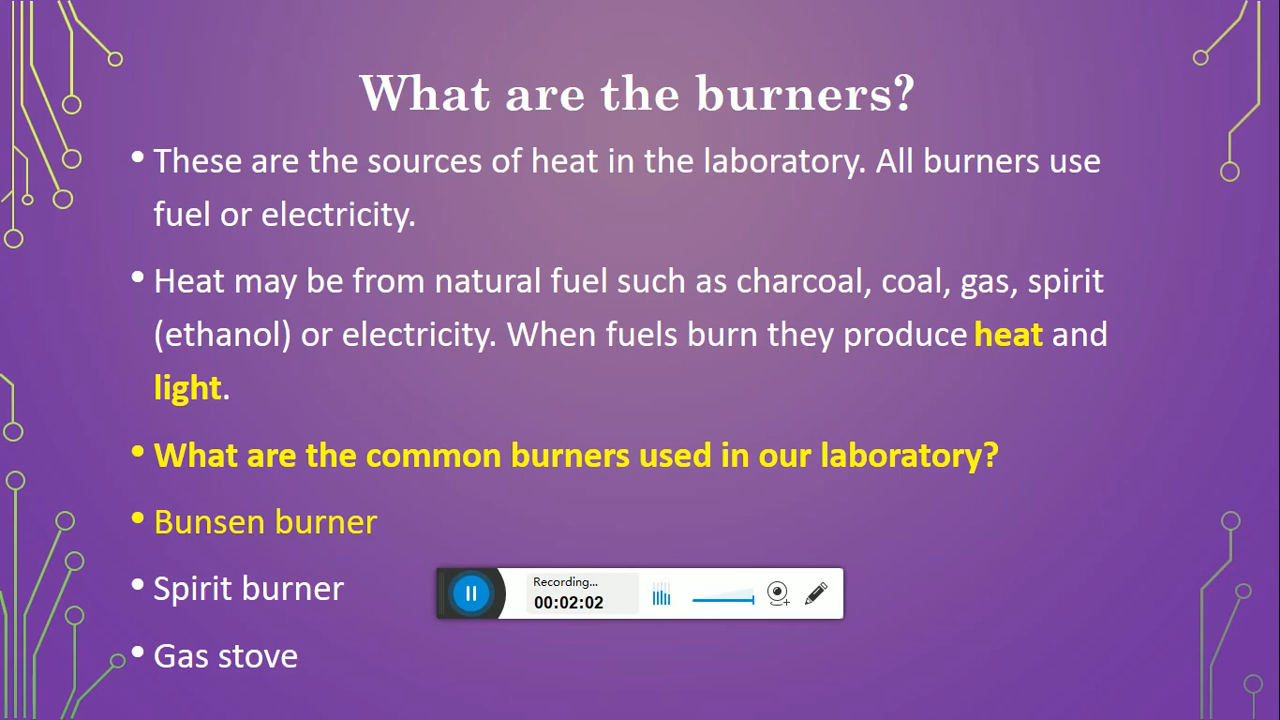 What are the burners?
• These are the sources of heat in the laboratory. All burners use
fuel or electricity.
• Heat may be from natural fuel such as charcoal, coal, gas, spirit
(ethanol) or electricity. When fuels burn they produce heat and
light.
• What are the common burners used in our laboratory?
• Bunsen burner
• Spirit burner
Recording...
00:02:02
• Gas stove